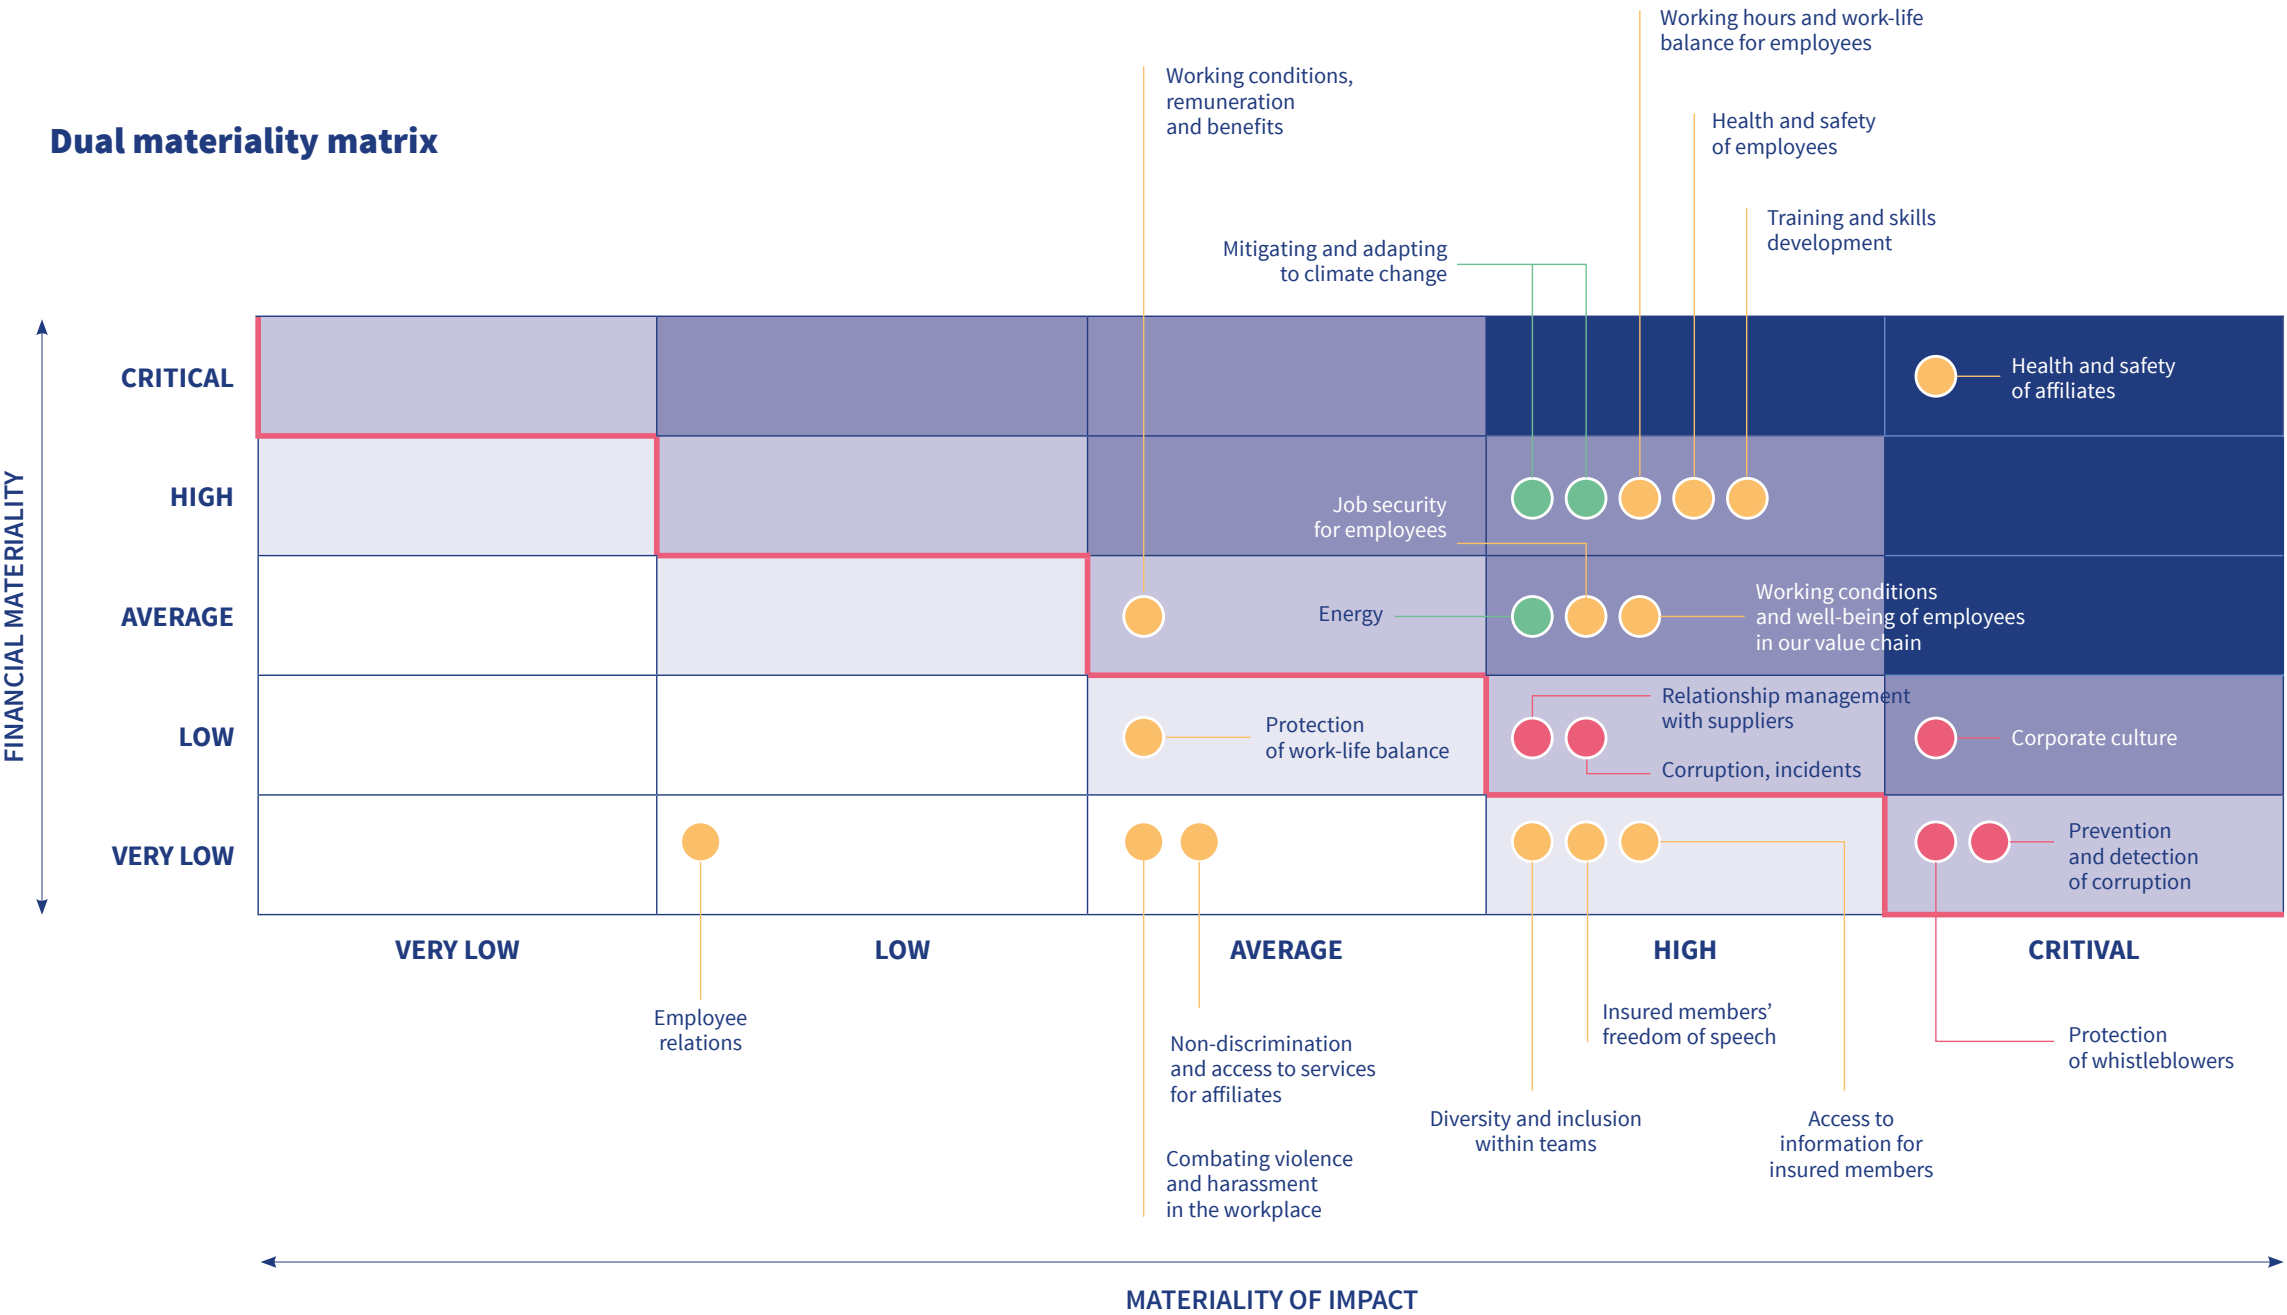 Working hours and work-life
balance for employees
Working conditions,
remuneration
and benefits
Dual materiality matrix
Health and safety
of employees
Training and skills
development
Mitigating and adapting
to climate change
FINANCIAL MATERIALITY
CRITICAL
Health and safety
of affiliates
HIGH
Job security
for employees
AVERAGE
Energy
Working conditions
and well-being of employees
in our value chain
LOW
Protection
of work-life balance
Relationship management
with suppliers
Corruption, incidents
Corporate culture
VERY LOW
Prevention
and detection
of corruption
VERY LOW
LOW
AVERAGE
HIGH
CRITIVAL
Employee
relations
Non-discrimination
and access to services
for affiliates
Insured members’
freedom of speech
Protection
of whistleblowers
Diversity and inclusion
within teams
Access to
information for
insured members
Combating violence
and harassment
in the workplace
MATERIALITY OF IMPACT